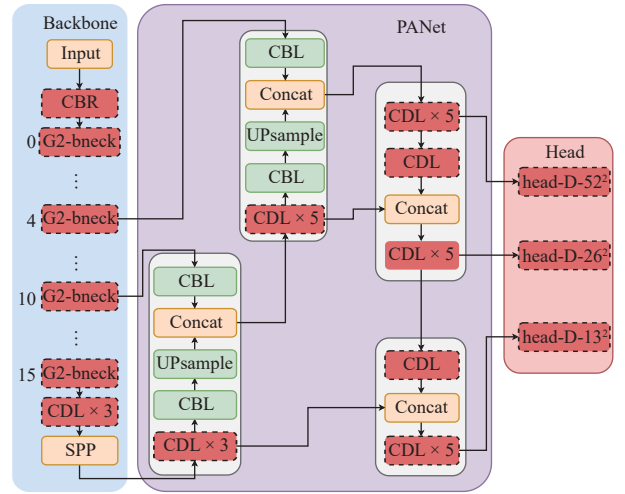 Backbone
Input
CBR
0 G2-bneck
⋮
4 G2-bneck
⋮
10 G2-bneck
⋮
15 G2-bneck
CDL × 3
SPP
PANet
CBL
Concat
UPsample
CBL
CDL × 5
CBL
Concat
UPsample
CBL
CDL × 3
CDL × 5
CDL
Concat
CDL × 5
CDL
Concat
CDL × 5
Head
head-D-52²
head-D-26²
head-D-13²